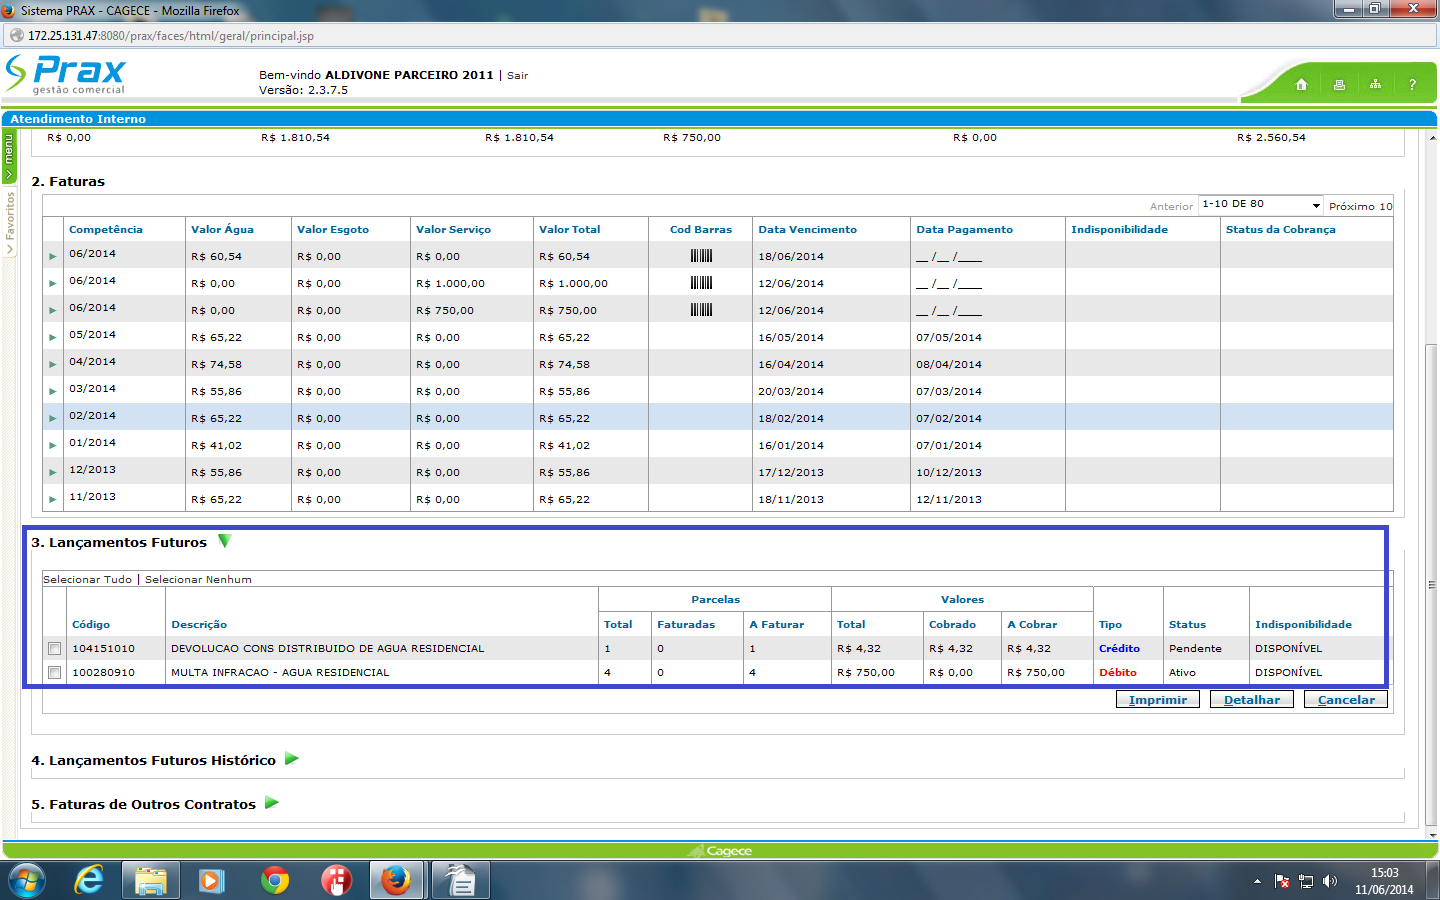 Sistema PRAX - CAGECE - Mozilla Firefox
172.25.131.47:8080/prax/faces/html/geral/principal.jsp
Prax
gestão comercial
Bem-vindo ALDIVONE PARCEIRO 2011 | Sair
Versão: 2.3.7.5
?
Atendimento Interno
menu
Favoritos
R$ 0,00 R$ 1.810,54 R$ 1.810,54 R$ 750,00 R$ 0,00 R$ 2.560,54
2. Faturas
Anterior 1-10 DE 80 Próximo 10
Competência Valor Água Valor Esgoto Valor Serviço Valor Total Cod Barras Data Vencimento Data Pagamento Indisponibilidade Status da Cobrança
06/2014 R$ 60,54 R$ 0,00 R$ 0,00 R$ 60,54 18/06/2014 __ /__ /____
06/2014 R$ 0,00 R$ 0,00 R$ 1.000,00 R$ 1.000,00 12/06/2014 __ /__ /____
06/2014 R$ 0,00 R$ 0,00 R$ 750,00 R$ 750,00 12/06/2014 __ /__ /____
05/2014 R$ 65,22 R$ 0,00 R$ 0,00 R$ 65,22 16/05/2014 07/05/2014
04/2014 R$ 74,58 R$ 0,00 R$ 0,00 R$ 74,58 16/04/2014 08/04/2014
03/2014 R$ 55,86 R$ 0,00 R$ 0,00 R$ 55,86 20/03/2014 07/03/2014
02/2014 R$ 65,22 R$ 0,00 R$ 0,00 R$ 65,22 18/02/2014 07/02/2014
01/2014 R$ 41,02 R$ 0,00 R$ 0,00 R$ 41,02 16/01/2014 07/01/2014
12/2013 R$ 55,86 R$ 0,00 R$ 0,00 R$ 55,86 17/12/2013 10/12/2013
11/2013 R$ 65,22 R$ 0,00 R$ 0,00 R$ 65,22 18/11/2013 12/11/2013
3. Lançamentos Futuros
Selecionar Tudo | Selecionar Nenhum
Parcelas Valores
Código Descrição Total Faturadas A Faturar Total Cobrado A Cobrar Tipo Status Indisponibilidade
104151010 DEVOLUCAO CONS DISTRIBUIDO DE AGUA RESIDENCIAL 1 0 1 R$ 4,32 R$ 4,32 R$ 4,32 Crédito Pendente DISPONÍVEL
100280910 MULTA INFRACAO - AGUA RESIDENCIAL 4 0 4 R$ 750,00 R$ 0,00 R$ 750,00 Débito Ativo DISPONÍVEL
Imprimir Detalhar Cancelar
4. Lançamentos Futuros Histórico
5. Faturas de Outros Contratos
Cagece
15:03
11/06/2014